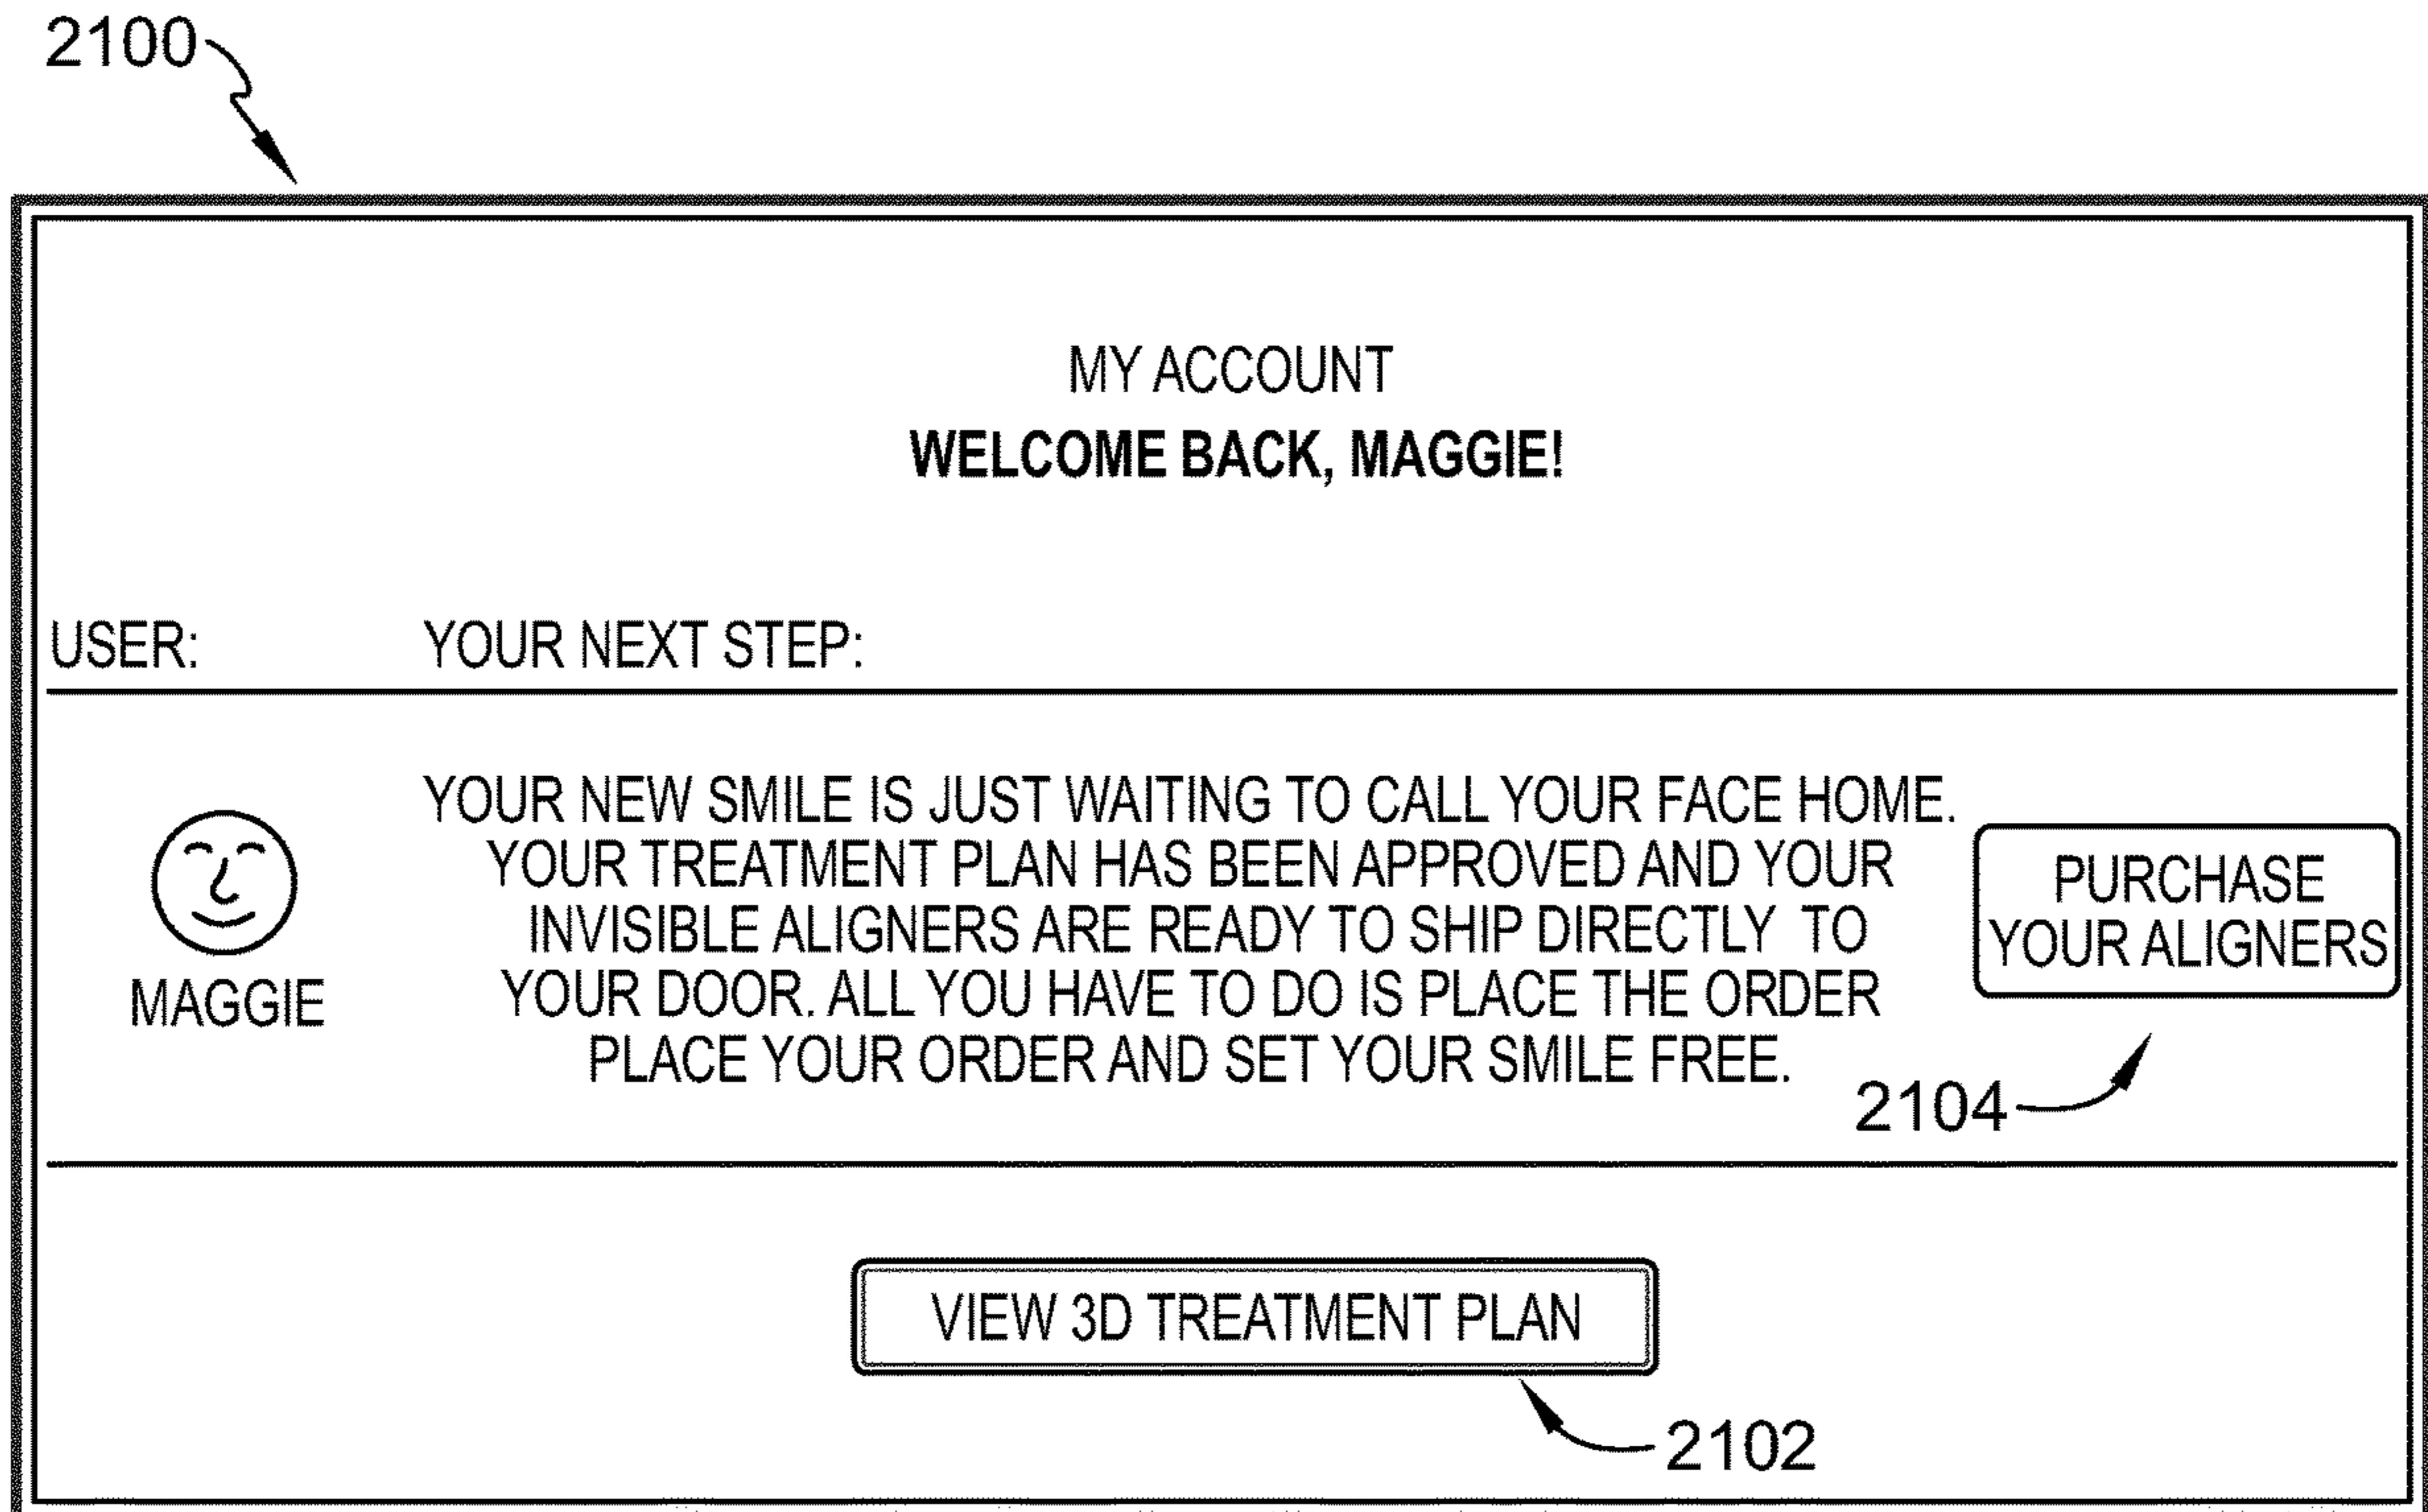 2100
MY ACCOUNT
WELCOME BACK, MAGGIE!
USER: YOUR NEXT STEP:
YOUR NEW SMILE IS JUST WAITING TO CALL YOUR FACE HOME.
YOUR TREATMENT PLAN HAS BEEN APPROVED AND YOUR
INVISIBLE ALIGNERS ARE READY TO SHIP DIRECTLY TO
YOUR DOOR. ALL YOU HAVE TO DO IS PLACE THE ORDER
PLACE YOUR ORDER AND SET YOUR SMILE FREE.
MAGGIE
PURCHASE
YOUR ALIGNERS
2104
VIEW 3D TREATMENT PLAN
2102